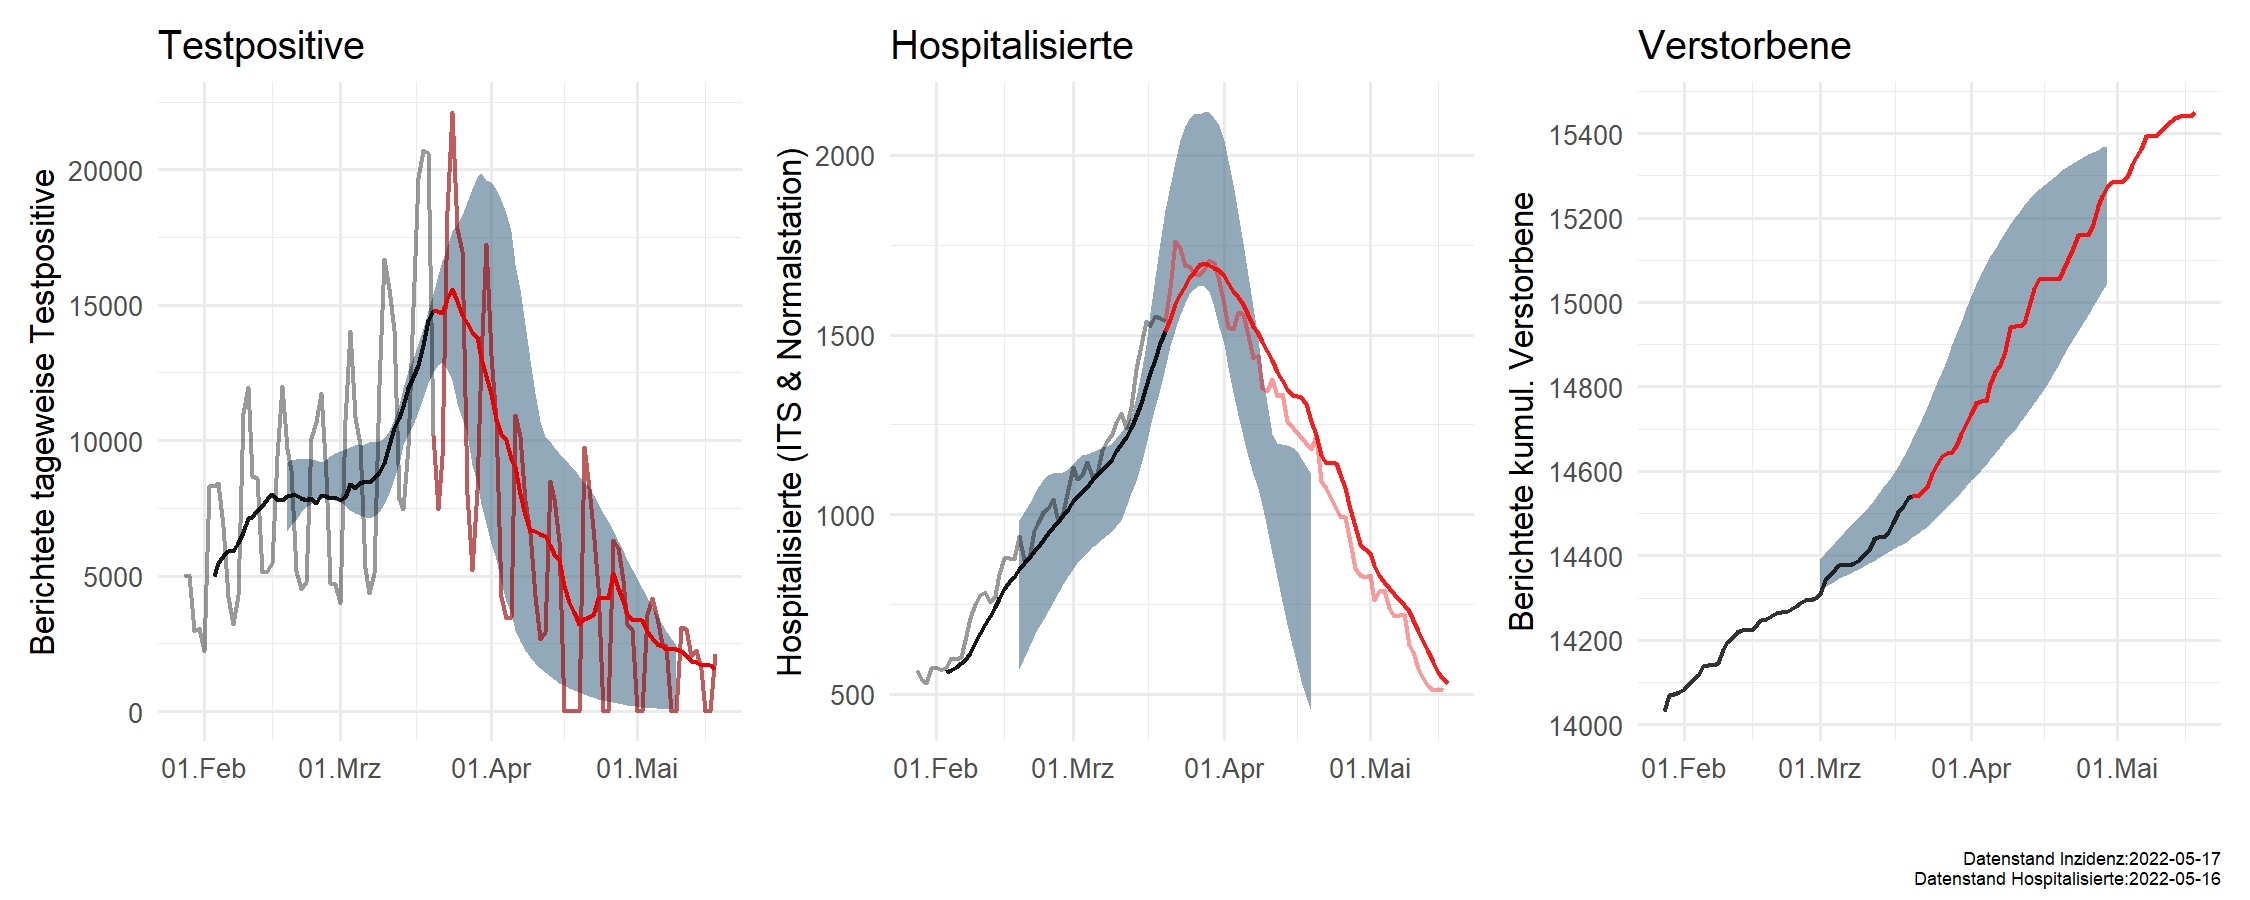 Testpositive
Berichtete tageweise Testpositive
20000
15000
10000
5000
0
01.Feb
01.Mrz
01.Apr
01.Mai
Hospitalisierte
Hospitalisierte (ITS & Normalstation)
2000
1500
1000
500
01.Feb
01.Mrz
01.Apr
01.Mai
Verstorbene
Berichtete kumul. Verstorbene
15400
15200
15000
14800
14600
14400
14200
14000
01.Feb
01.Mrz
01.Apr
01.Mai
Datenstand Inzidenz:2022-05-17
Datenstand Hospitalisierte:2022-05-16